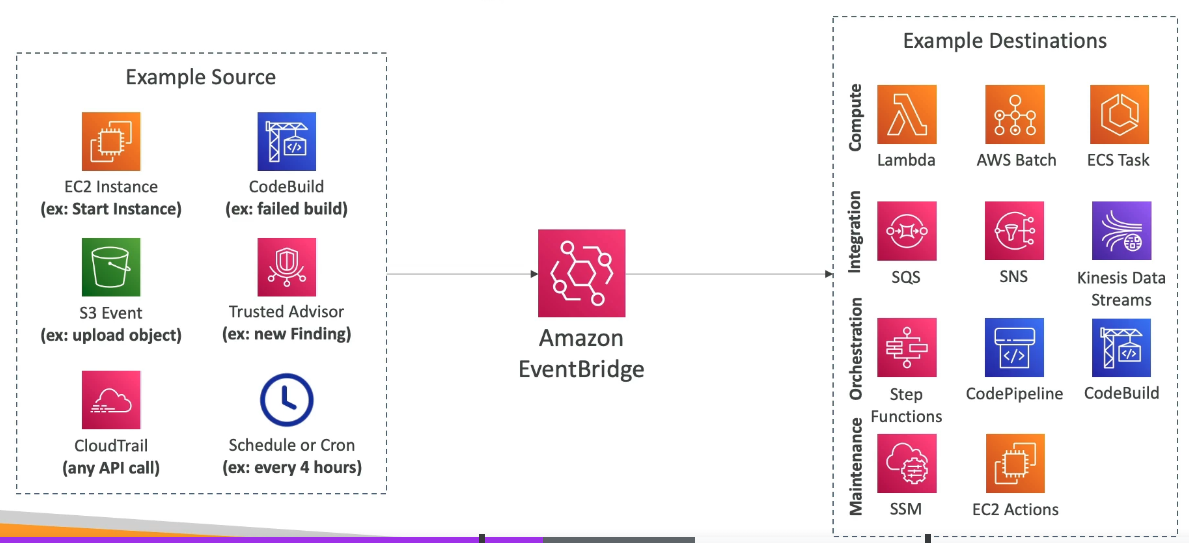 Example Source
EC2 Instance
(ex: Start Instance)
CodeBuild
(ex: failed build)
S3 Event
(ex: upload object)
Trusted Advisor
(ex: new Finding)
CloudTrail
(any API call)
Schedule or Cron
(ex: every 4 hours)
Amazon
EventBridge
Example Destinations
Compute
Lambda
AWS Batch
ECS Task
Integration
SQS
SNS
Kinesis Data
Streams
Orchestration
Step
Functions
CodePipeline
CodeBuild
Maintenance
SSM
EC2 Actions